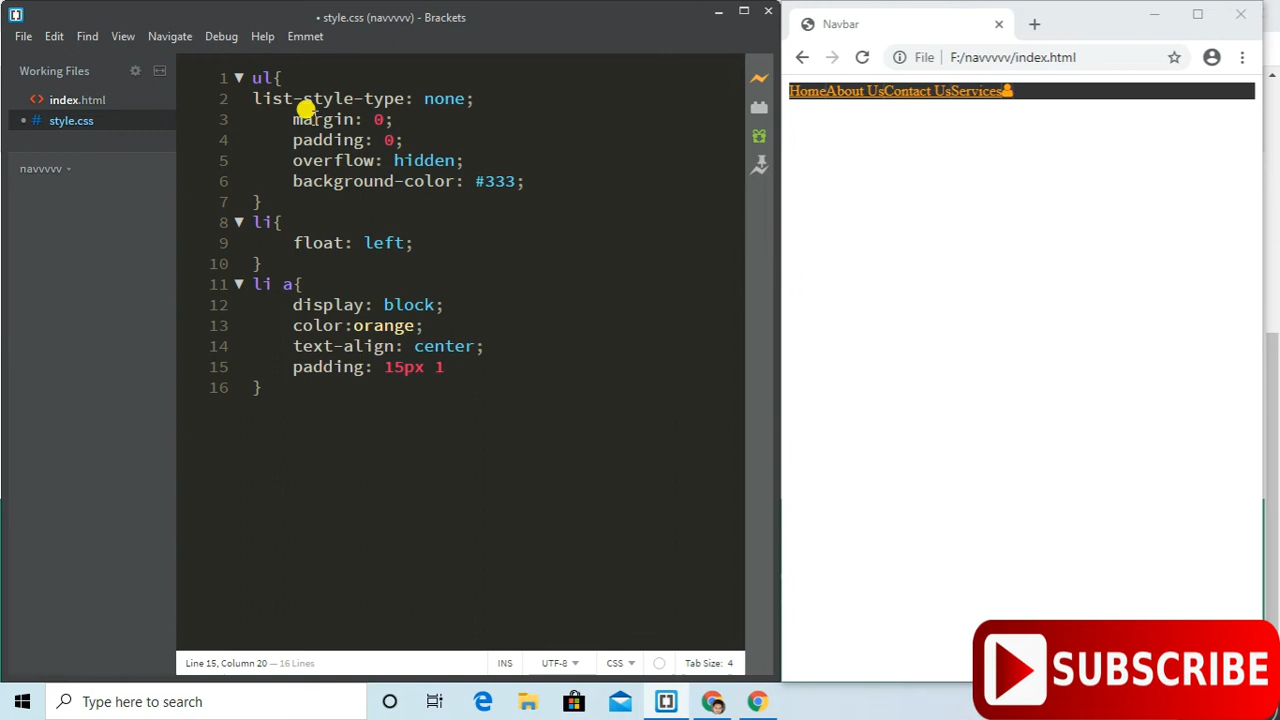 • style.css (navvvvv) - Brackets
File Edit Find View Navigate Debug Help Emmet
Working Files
<> index.html
• # style.css
navvvvv
1 ul{
2 list-style-type: none;
3 margin: 0;
4 padding: 0;
5 overflow: hidden;
6 background-color: #333;
7 }
8 li{
9 float: left;
10 }
11 li a{
12 display: block;
13 color:orange;
14 text-align: center;
15 padding: 15px 1
16 }
Line 15, Column 20 — 16 Lines
INS UTF-8 CSS Tab Size: 4
Navbar
File F:/navvvvv/index.html
HomeAbout UsContact UsServices
SUBSCRIBE
Type here to search